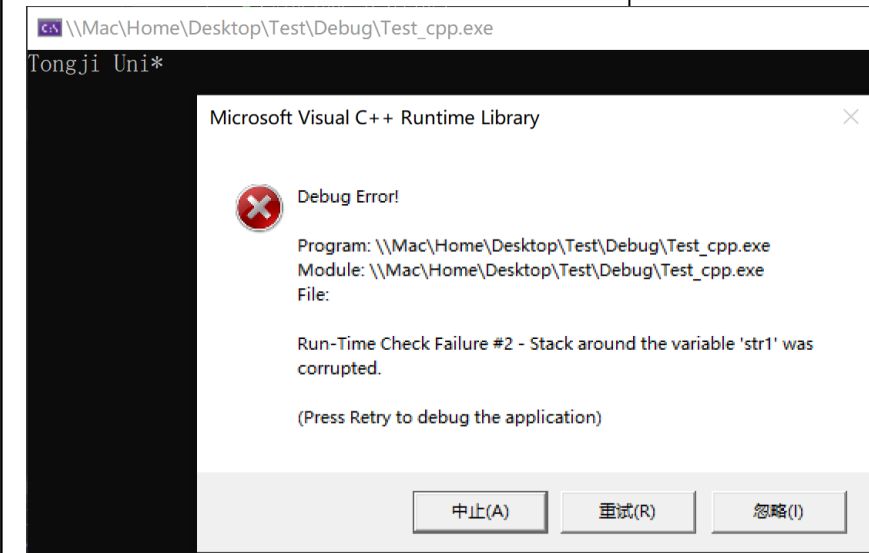 \\Mac\Home\Desktop\Test\Debug\Test_cpp.exe
Tongji Uni*
Microsoft Visual C++ Runtime Library
Debug Error!
Program: \\Mac\Home\Desktop\Test\Debug\Test_cpp.exe
Module: \\Mac\Home\Desktop\Test\Debug\Test_cpp.exe
File:
Run-Time Check Failure #2 - Stack around the variable 'str1' was
corrupted.
(Press Retry to debug the application)
中止(A) 重试(R) 忽略(I)